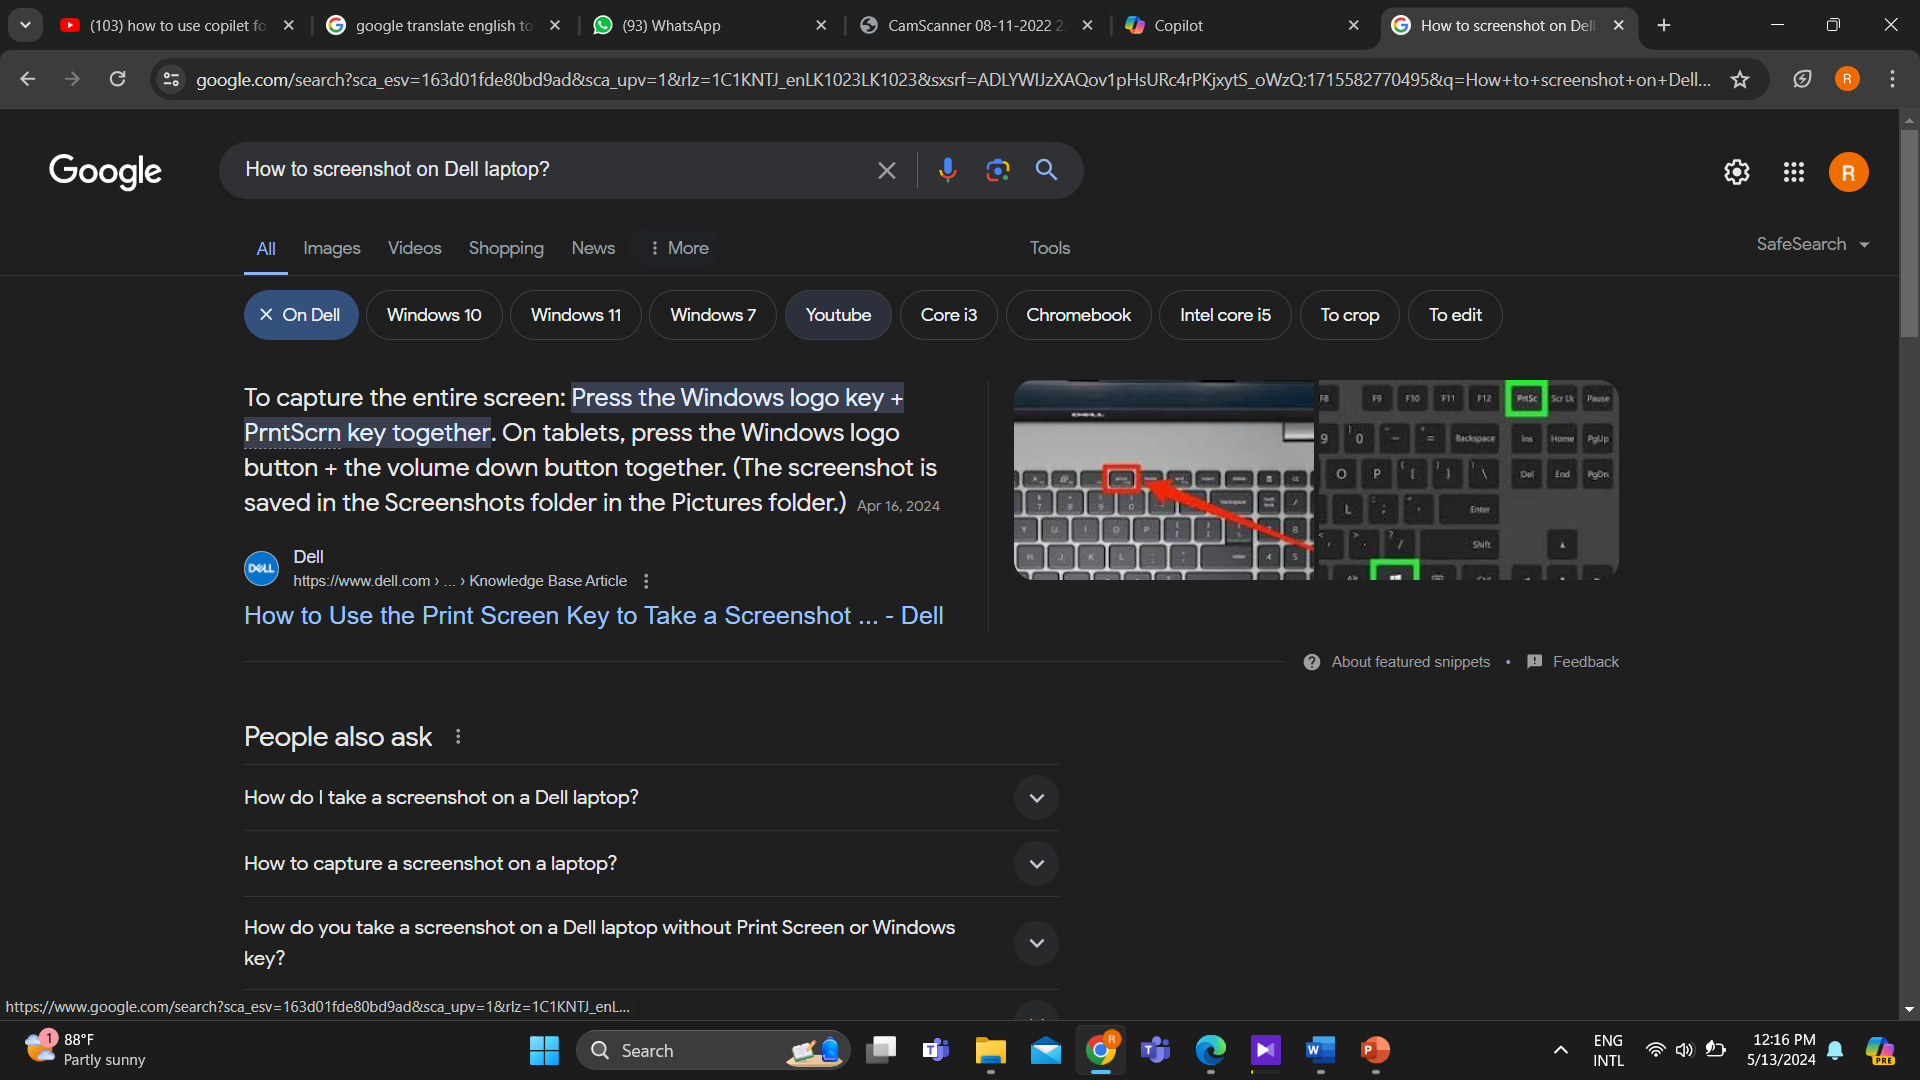 (103) how to use copilet fo
google translate english to
(93) WhatsApp
CamScanner 08-11-2022 2
Copilot
How to screenshot on Dell
google.com/search?sca_esv=163d01fde80bd9ad&sca_upv=1&rlz=1C1KNTJ_enLK1023LK1023&sxsrf=ADLYWIJzXAQov1pHsURc4rPKjxytS_oWzQ:1715582770495&q=How+to+screenshot+on+Dell...
R
Google
How to screenshot on Dell laptop?
R
All Images Videos Shopping News More Tools
SafeSearch
On Dell Windows 10 Windows 11 Windows 7 Youtube Core i3 Chromebook Intel core i5 To crop To edit
To capture the entire screen: Press the Windows logo key +
PrntScrn key together. On tablets, press the Windows logo
button + the volume down button together. (The screenshot is
saved in the Screenshots folder in the Pictures folder.) Apr 16, 2024
DELL
F8 F9 F10 F11 F12 PrtSc Scr Lk Pause
9 0 - = Backspace Ins Home PgUp
O P [ ] \ Del End PgDn
L ; ' Enter
Shift
DELL
Dell
https://www.dell.com › ... › Knowledge Base Article
How to Use the Print Screen Key to Take a Screenshot ... - Dell
About featured snippets • Feedback
People also ask
How do I take a screenshot on a Dell laptop?
How to capture a screenshot on a laptop?
How do you take a screenshot on a Dell laptop without Print Screen or Windows
key?
https://www.google.com/search?sca_esv=163d01fde80bd9ad&sca_upv=1&rlz=1C1KNTJ_enL...
1
88°F
Partly sunny
Search
R
ENG
INTL
12:16 PM
5/13/2024
PRE